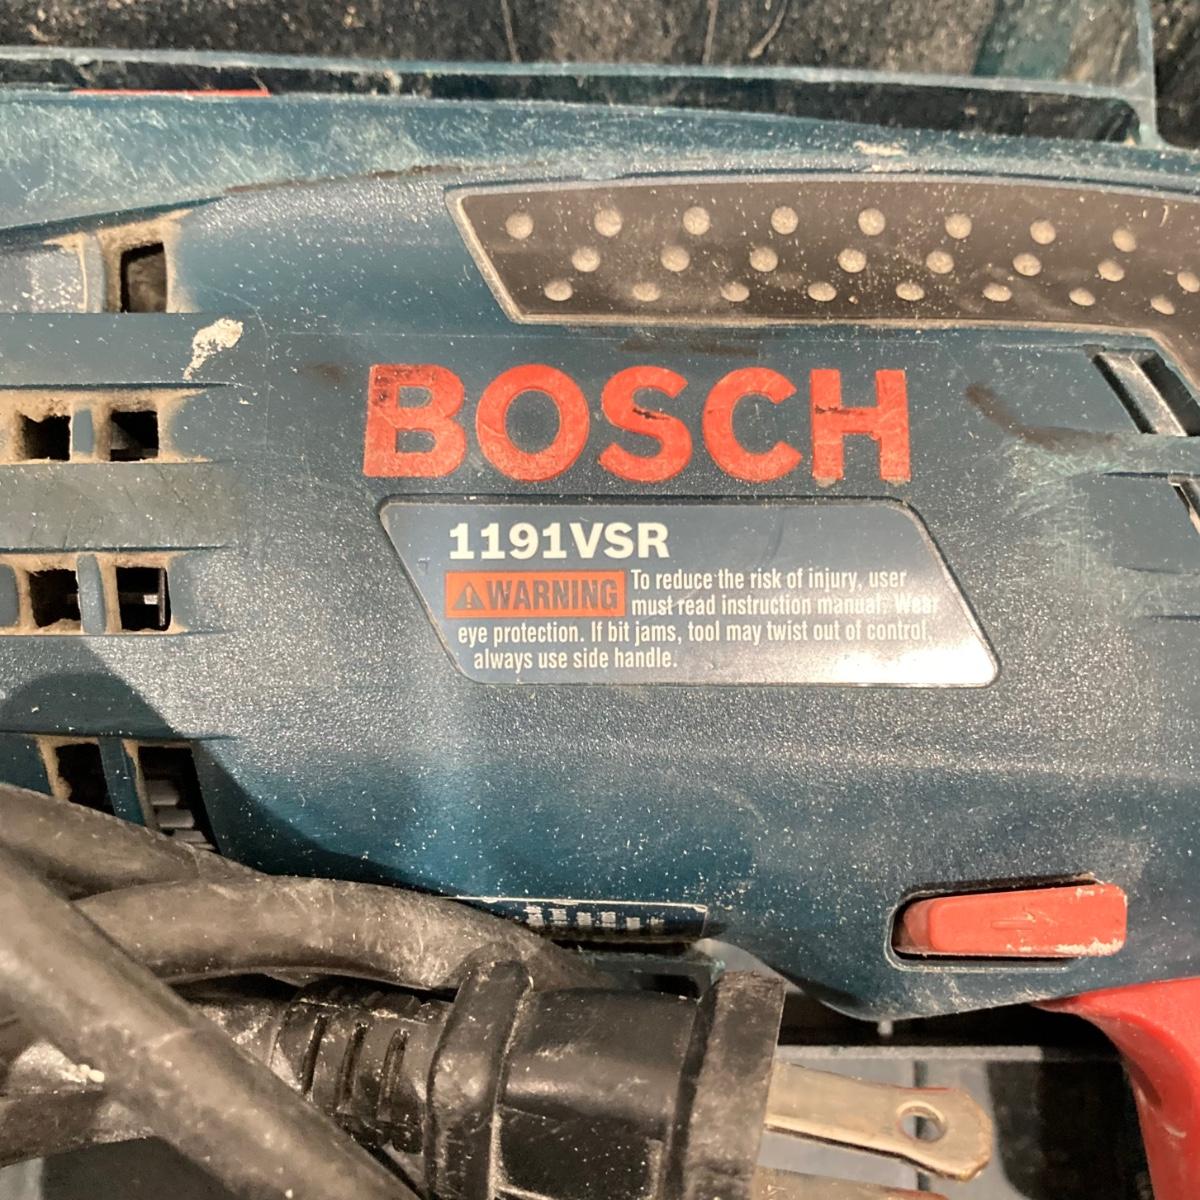 BOSCH
1191VSR
⚠WARNING To reduce the risk of injury, user
must read instruction manual. Wear
eye protection. If bit jams, tool may twist out of control,
always use side handle.